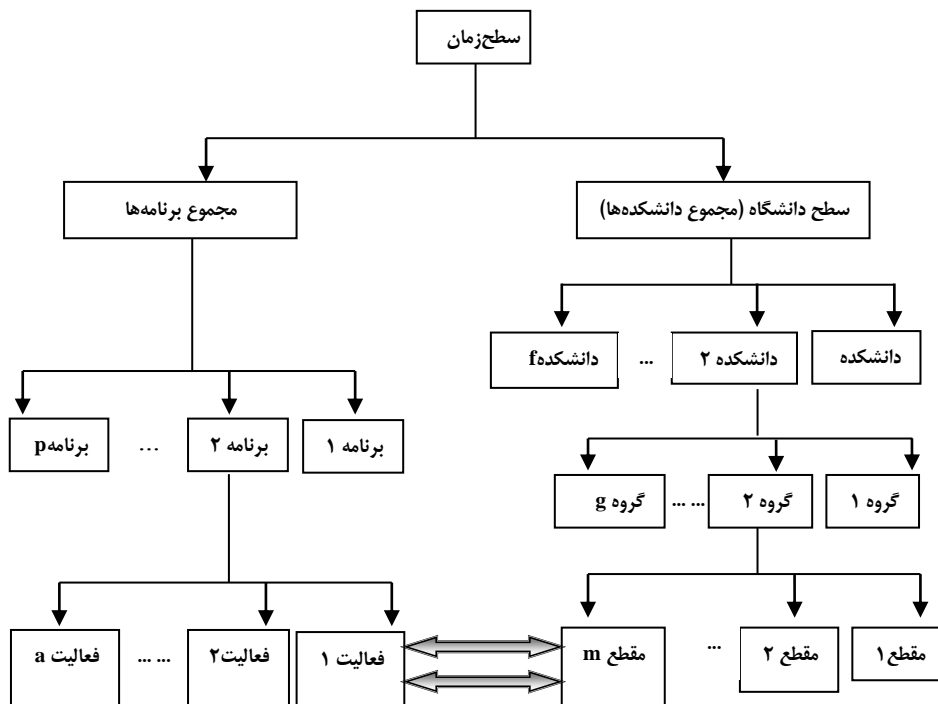 سطح‌زمان
سطح دانشگاه (مجموع دانشکده‌ها)
مجموع برنامه‌ها
دانشکده
دانشکده ۲
...
دانشکدهf
برنامه ۱
برنامه ۲
...
برنامهp
گروه ۱
گروه ۲
... ...
گروه g
مقطع۱
مقطع ۲
...
مقطع m
فعالیت ۱
فعالیت۲
... ...
فعالیت a